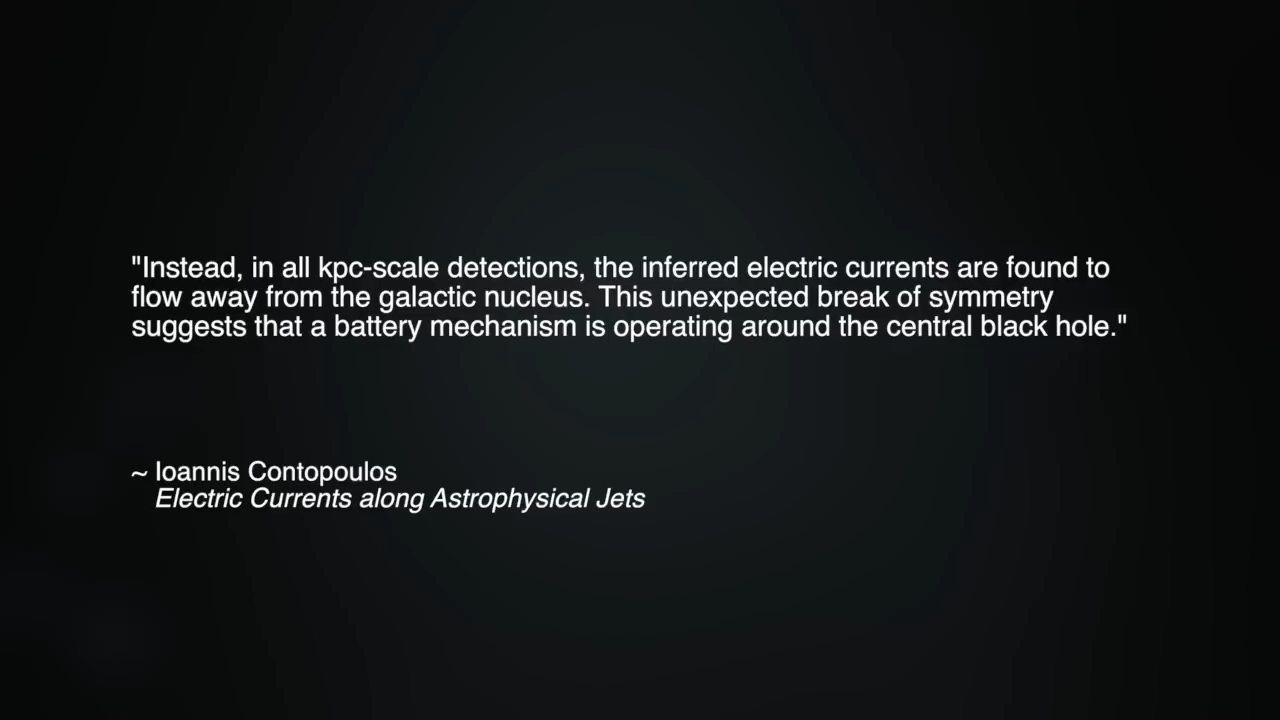 "Instead, in all kpc-scale detections, the inferred electric currents are found to
flow away from the galactic nucleus. This unexpected break of symmetry
suggests that a battery mechanism is operating around the central black hole."
~ Ioannis Contopoulos
Electric Currents along Astrophysical Jets